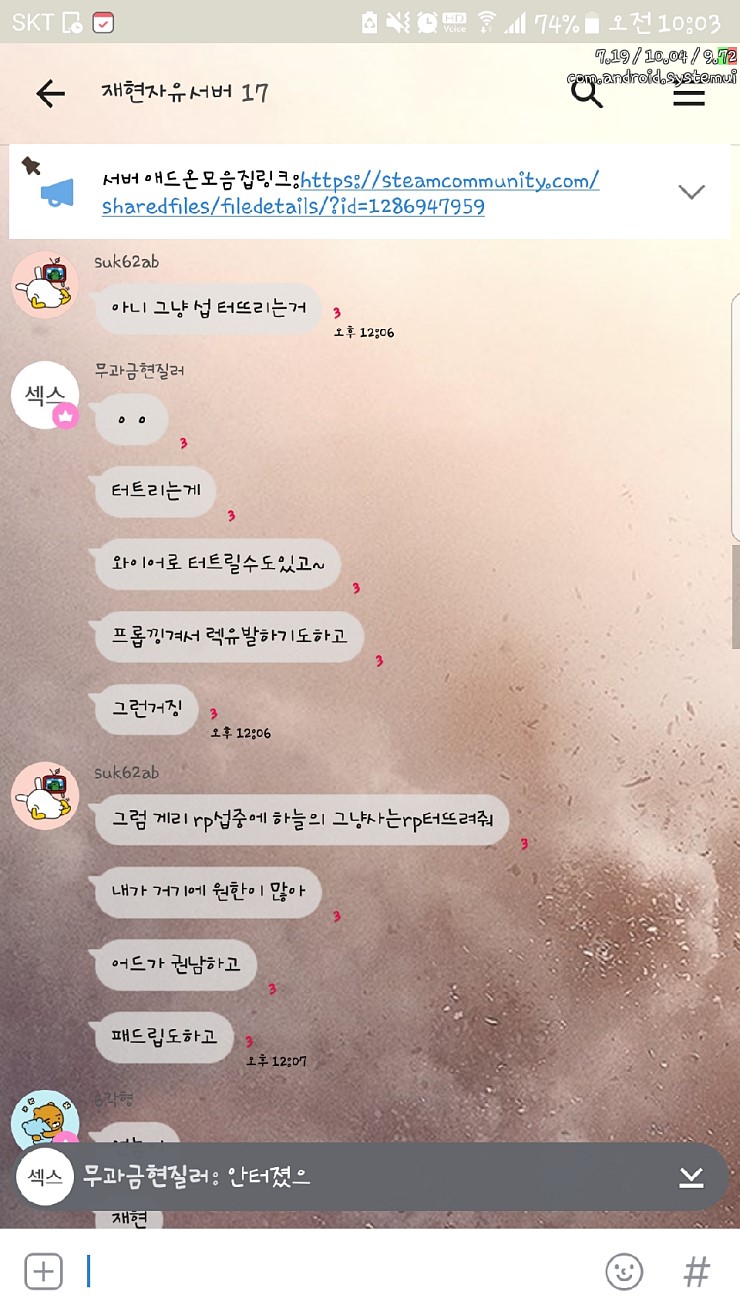 SKT
HD Voice
74%
오전 10:03
7.19 / 10.04 / 9.72
com.android.systemui
재현자유서버 17
서버 애드온모음집링크:https://steamcommunity.com/
sharedfiles/filedetails/?id=1286947959
suk62ab
아니 그냥 섭 터뜨리는거
3
오후 12:06
무과금현질러
섹스
ㅇㅇ
3
터트리는게
3
와이어로 터트릴수도있고~
3
프롭낑겨서 렉유발하기도하고
3
그런거징
3
오후 12:06
suk62ab
그럼 게리 rp섭중에 하늘의 그냥사는rp터뜨려줘
3
내가 거기에 원한이 많아
3
어드가 권남하고
3
패드립도하고
3
오후 12:07
섹스
무과금현질러: 안터졌으
재현
#